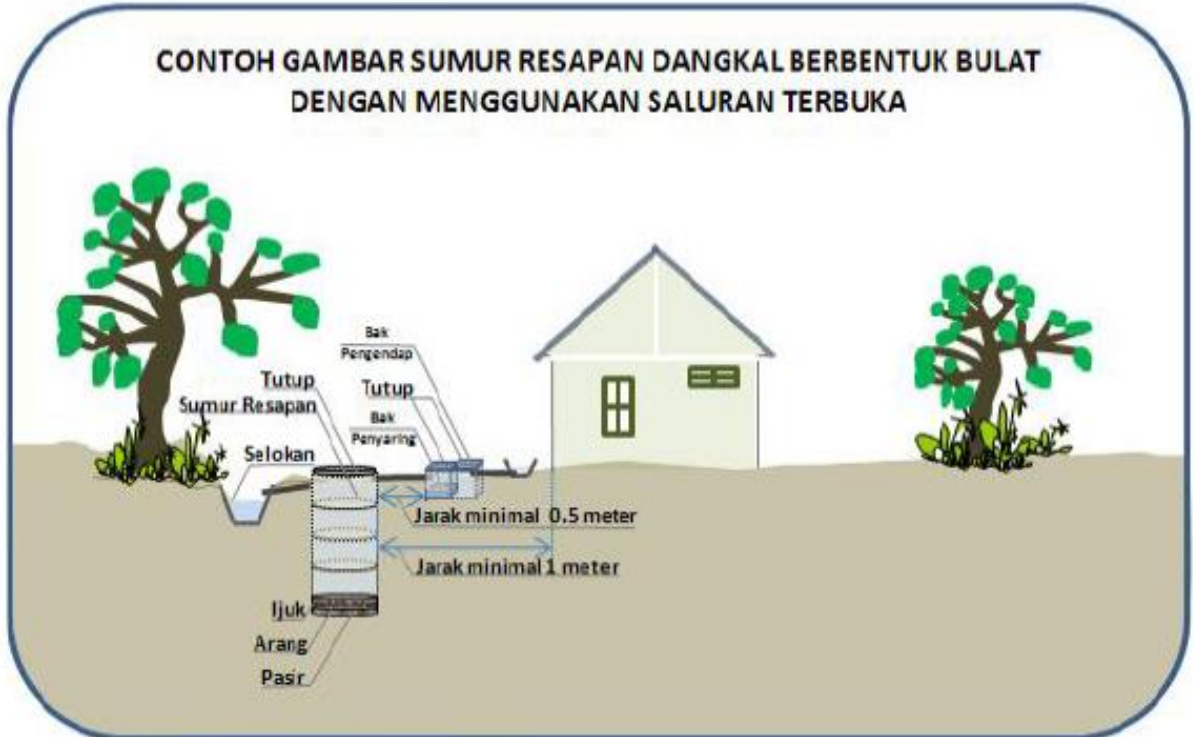 CONTOH GAMBAR SUMUR RESAPAN DANGKAL BERBENTUK BULAT
DENGAN MENGGUNAKAN SALURAN TERBUKA
Bak
Pengendap
Tutup
Sumur Resapan
Tutup
Bak
Penyaring
Selokan
Jarak minimal 0.5 meter
Jarak minimal 1 meter
Ijuk
Arang
Pasir